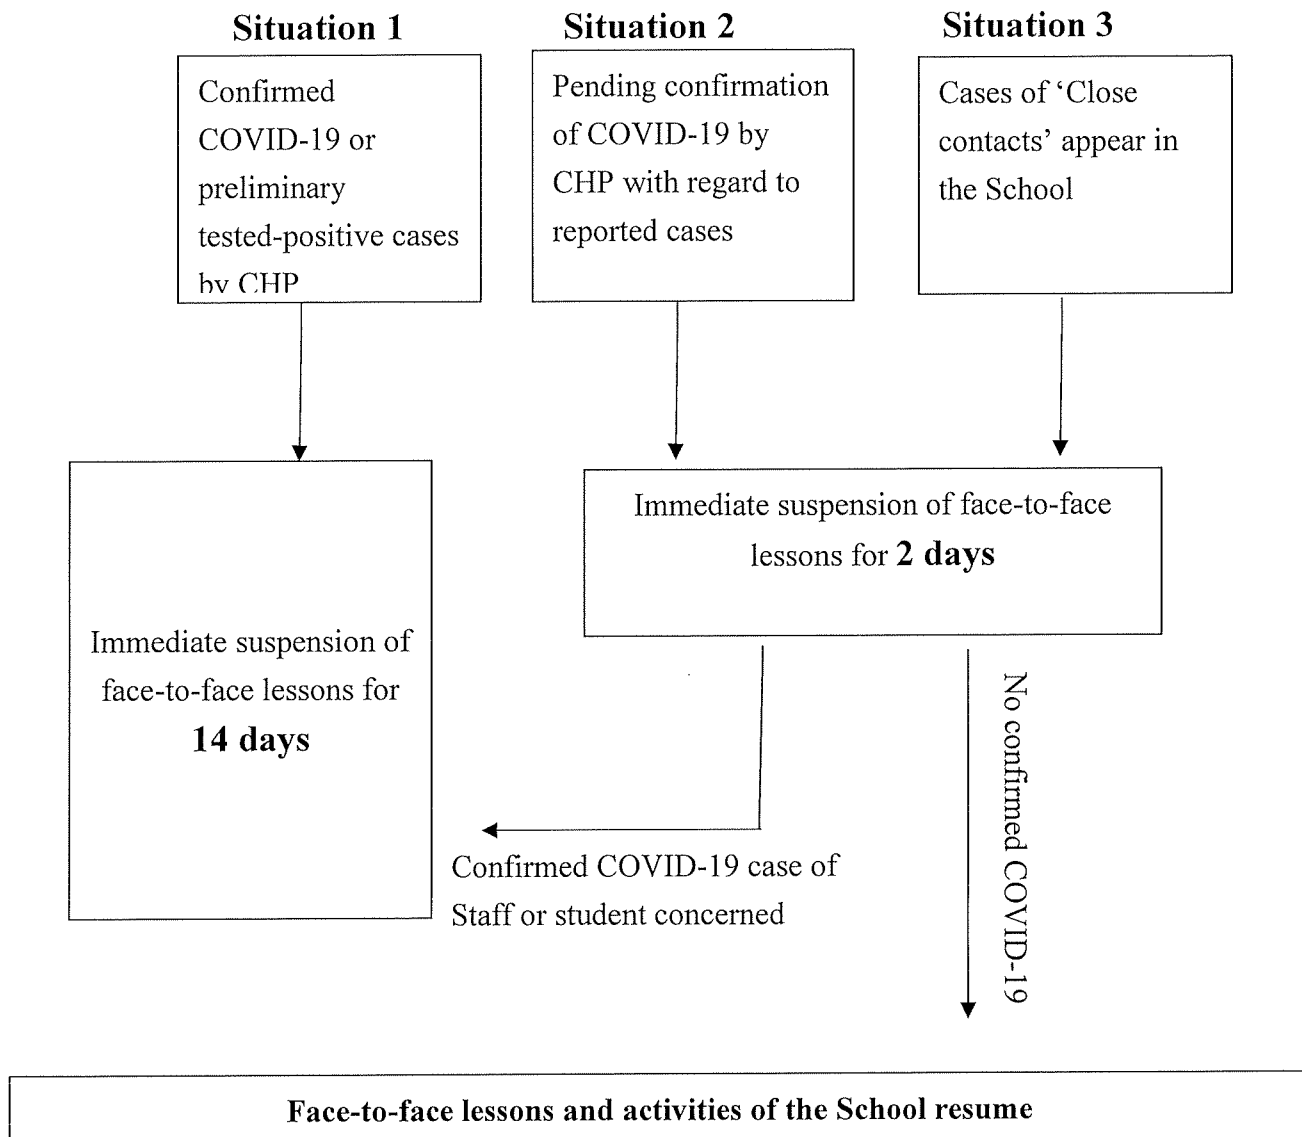 Situation 1
Situation 2
Situation 3
Confirmed
COVID-19 or
preliminary
tested-positive cases
by CHP
Pending confirmation
of COVID-19 by
CHP with regard to
reported cases
Cases of ‘Close
contacts’ appear in
the School
Immediate suspension of
face-to-face lessons for
14 days
Immediate suspension of face-to-face
lessons for 2 days
Confirmed COVID-19 case of
Staff or student concerned
No confirmed COVID-19
Face-to-face lessons and activities of the School resume